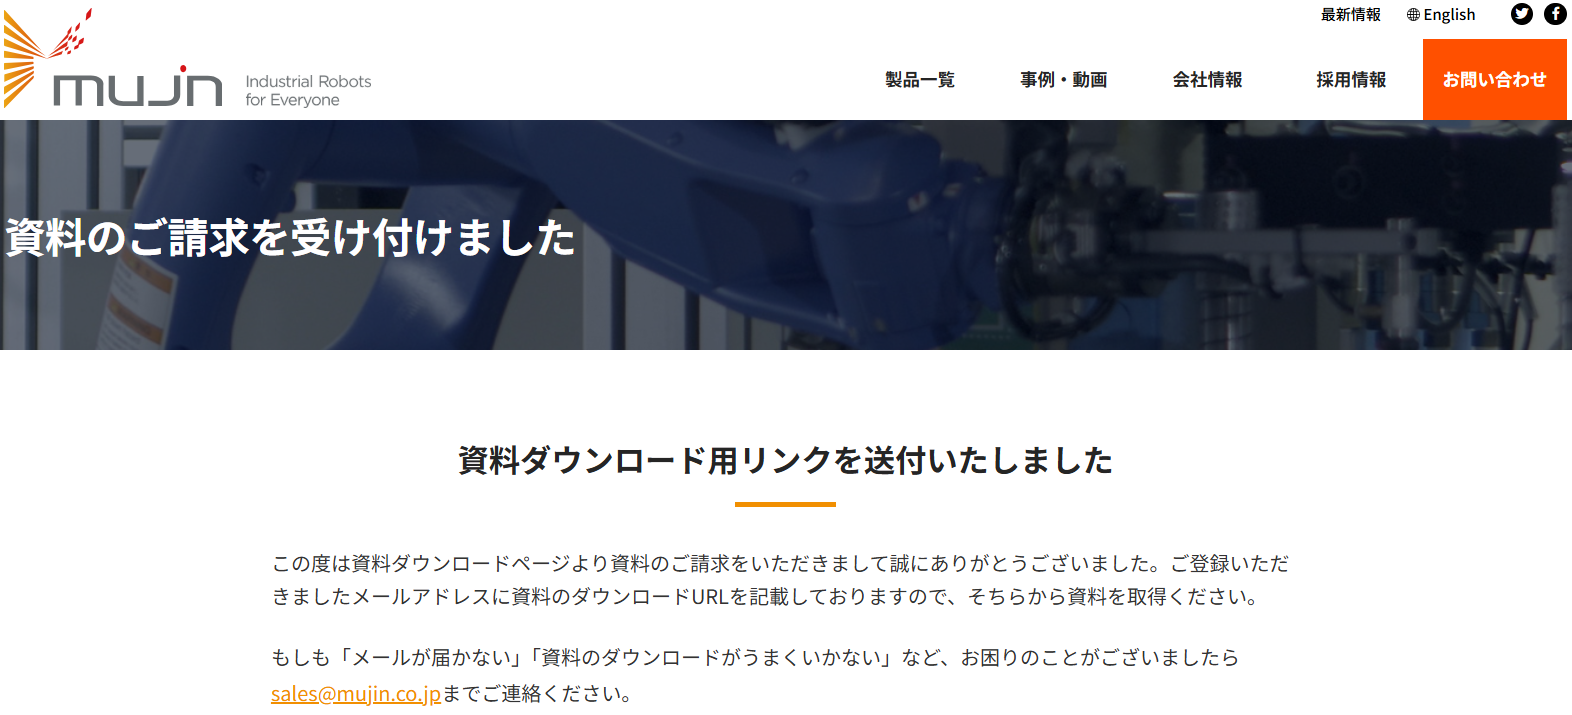 最新情報
English
mujin
Industrial Robots
for Everyone
製品一覧
事例・動画
会社情報
採用情報
お問い合わせ
資料のご請求を受け付けました
資料ダウンロード用リンクを送付いたしました
この度は資料ダウンロードページより資料のご請求をいただきまして誠にありがとうございました。ご登録いただ
きましたメールアドレスに資料のダウンロードURLを記載しておりますので、そちらから資料を取得ください。
もしも「メールが届かない」「資料のダウンロードがうまくいかない」など、お困りのことがございましたら
sales@mujin.co.jpまでご連絡ください。